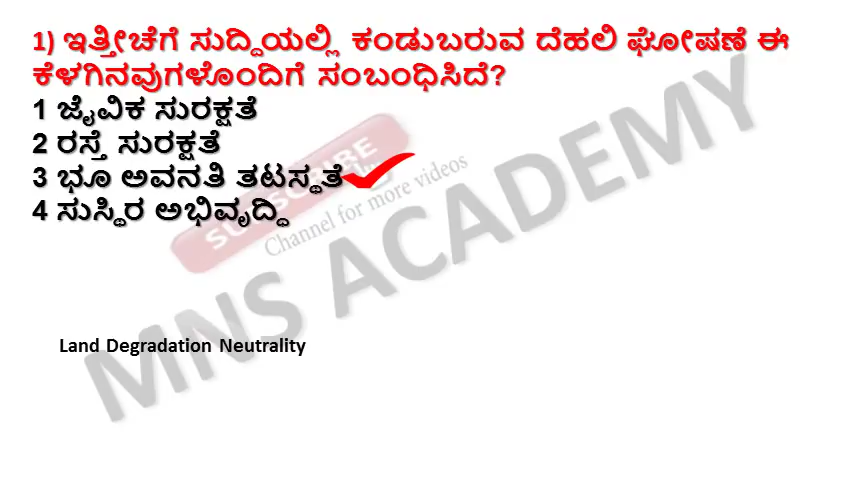 1) ಇತ್ತೀಚೆಗೆ ಸುದ್ದಿಯಲ್ಲಿ ಕಂಡುಬರುವ ದೆಹಲಿ ಘೋಷಣೆ ಈ
ಕೆಳಗಿನವುಗಳೊಂದಿಗೆ ಸಂಬಂಧಿಸಿದೆ?
1 ಜೈವಿಕ ಸುರಕ್ಷತೆ
2 ರಸ್ತೆ ಸುರಕ್ಷತೆ
3 ಭೂ ಅವನತಿ ತಟಸ್ಥತೆ
4 ಸುಸ್ಥಿರ ಅಭಿವೃದ್ಧಿ
SUBSCRIBE
Channel for more videos
MNS ACADEMY
Land Degradation Neutrality